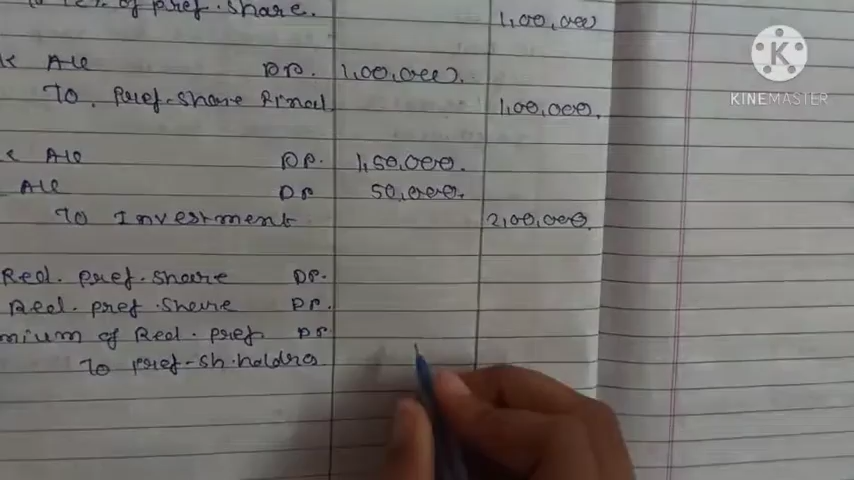 of pref. share. 1,00,000
K
KINEMASTER
A/c Dr. 1,00,000.
To. Pref. share Final 1,00,000.
A/c Dr. 1,50,000.
A/c Dr 50,000.
To Investment 2,00,000.
Red. pref. share Dr.
Red. pref. share Dr.
mium of Red. pref. Dr
To pref-sh. holdrs